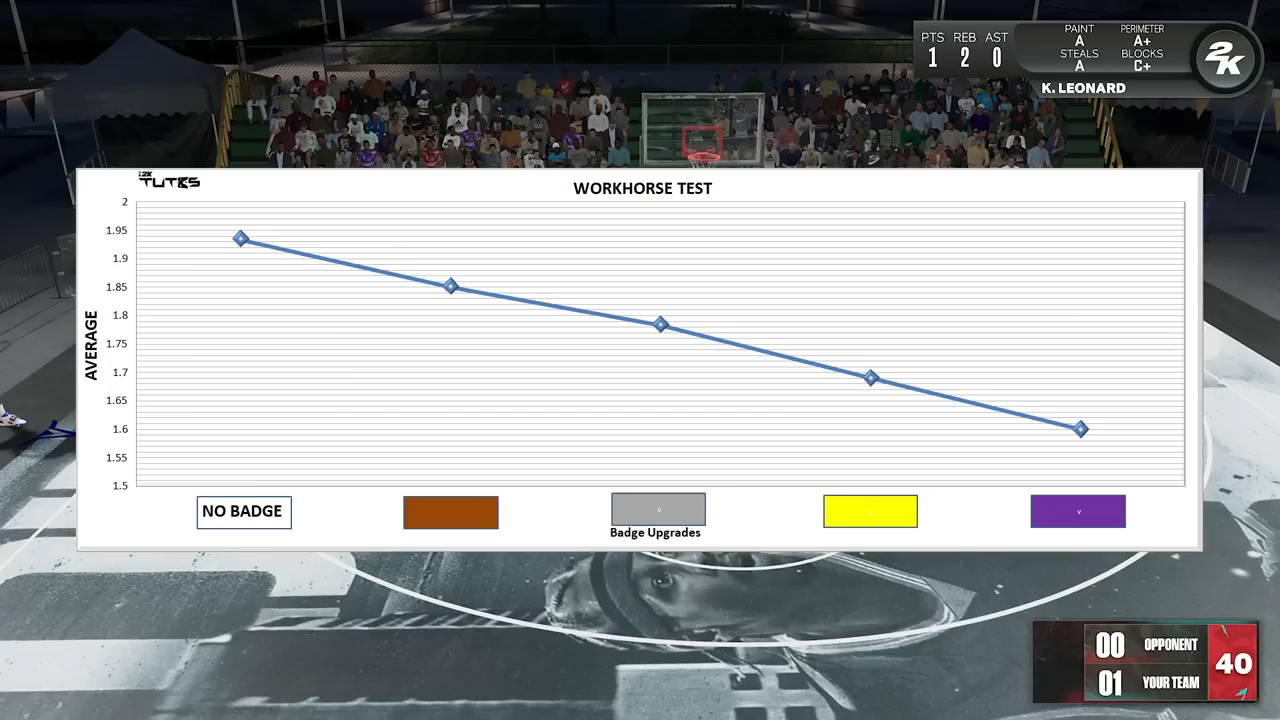 PTS REB AST
1 2 0
PAINT PERIMETER
A A+
STEALS BLOCKS
A C+
2K
K. LEONARD
2K
TUTES
WORKHORSE TEST
AVERAGE
2
1.95
1.9
1.85
1.8
1.75
1.7
1.65
1.6
1.55
1.5
NO BADGE
v
v
Badge Upgrades
00 OPPONENT
01 YOUR TEAM
40